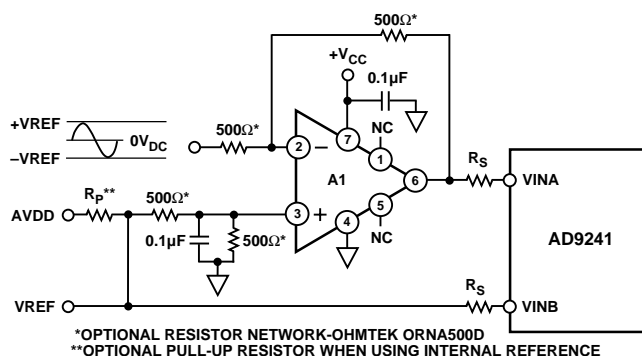 500Ω*
+VCC
0.1µF
+VREF
0VDC
–VREF
500Ω*
NC
2
–
7
1
A1
6
RS
VINA
RP**
AVDD
500Ω*
3
+
4
5
0.1µF
500Ω*
NC
AD9241
VREF
RS
VINB
*OPTIONAL RESISTOR NETWORK-OHMTEK ORNA500D
**OPTIONAL PULL-UP RESISTOR WHEN USING INTERNAL REFERENCE